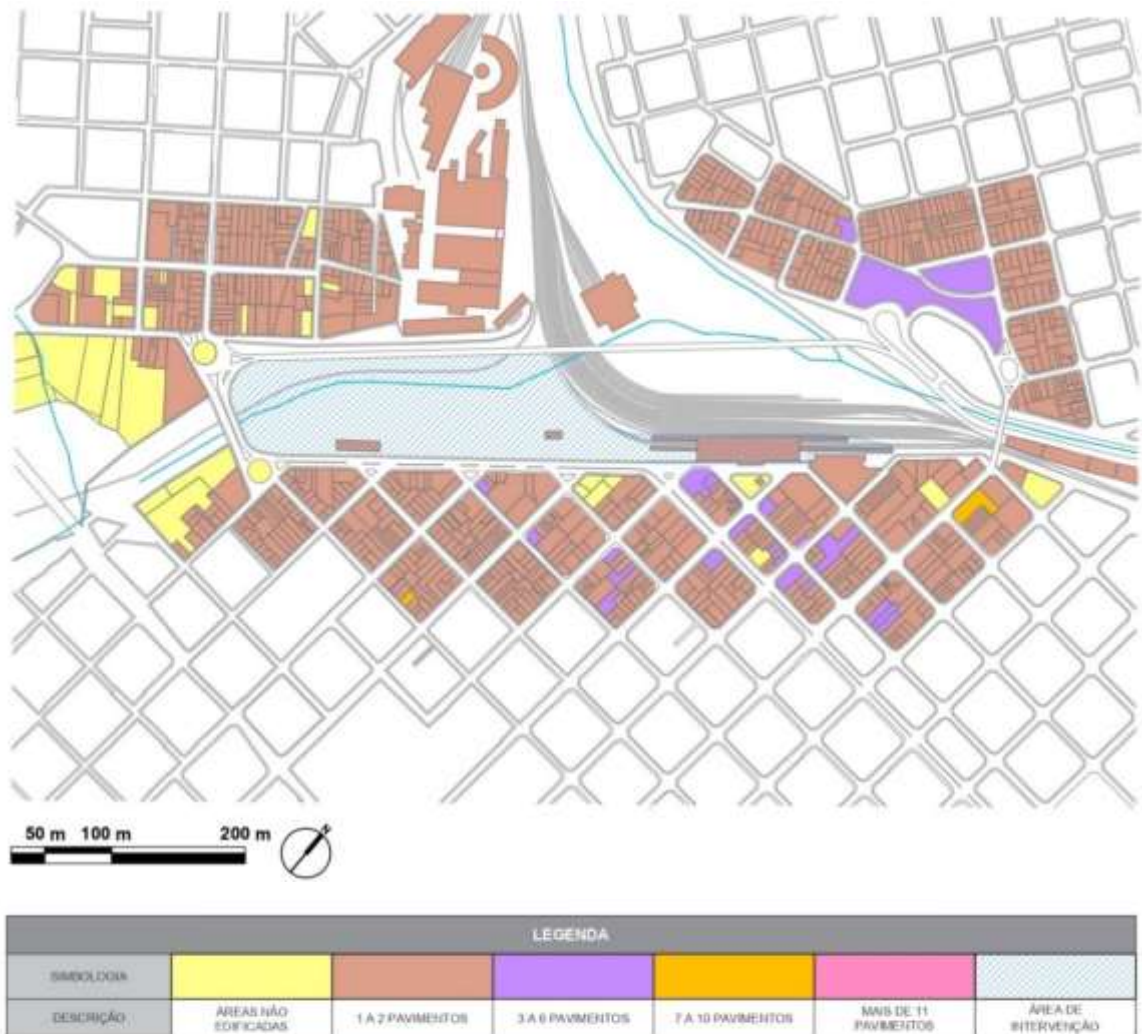 50 m 100 m 200 m
N
LEGENDA
SIMBOLOGIA
DESCRIÇÃO
ÁREAS NÃO
EDIFICADAS
1 A 2 PAVIMENTOS
3 A 6 PAVIMENTOS
7 A 10 PAVIMENTOS
MAIS DE 11
PAVIMENTOS
ÁREA DE
INTERVENÇÃO